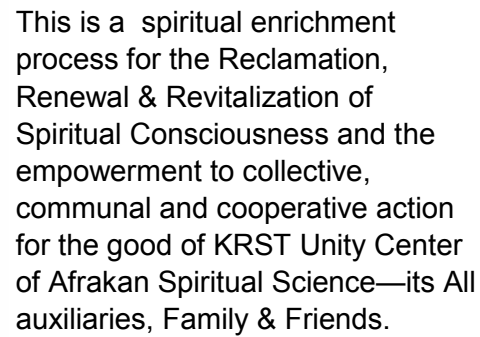 This is a  spiritual enrichment
process for the Reclamation,
Renewal & Revitalization of
Spiritual Consciousness and the
empowerment to collective,
communal and cooperative action
for the good of KRST Unity Center
of Afrakan Spiritual Science—its All
auxiliaries, Family & Friends.